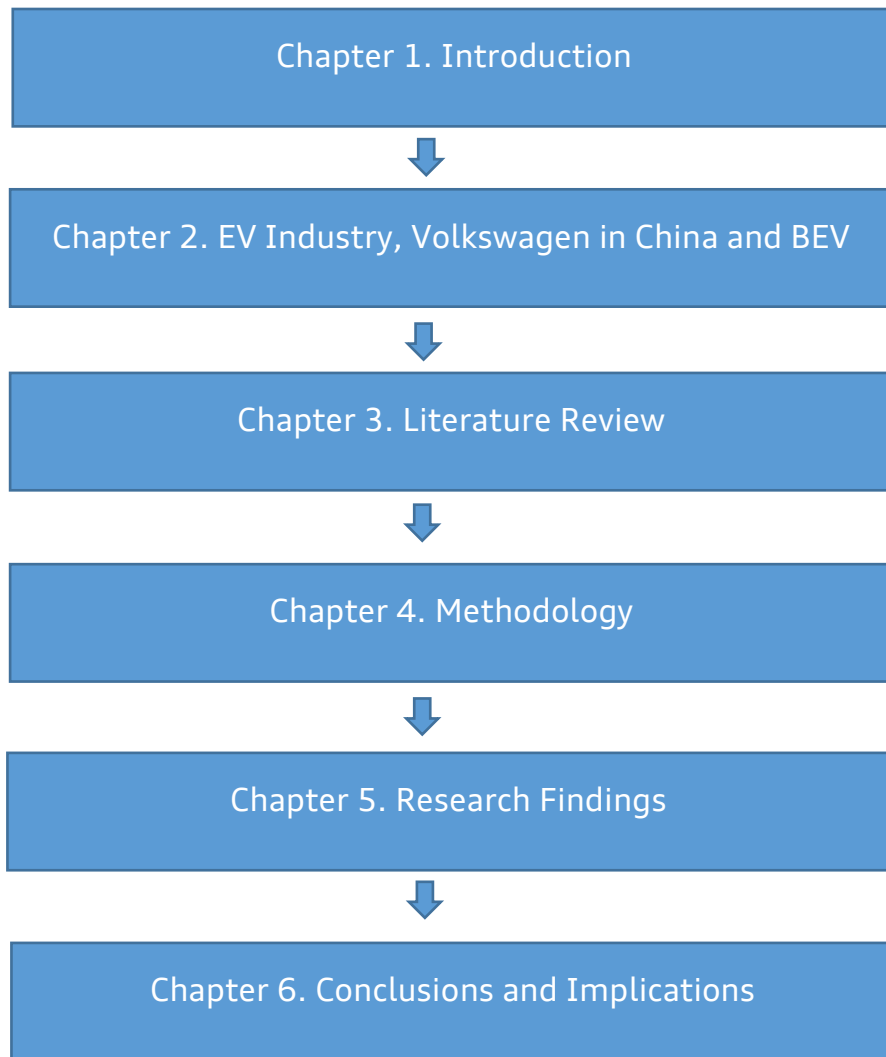 Chapter 1. Introduction
Chapter 2. EV Industry, Volkswagen in China and BEV
Chapter 3. Literature Review
Chapter 4. Methodology
Chapter 5. Research Findings
Chapter 6. Conclusions and Implications